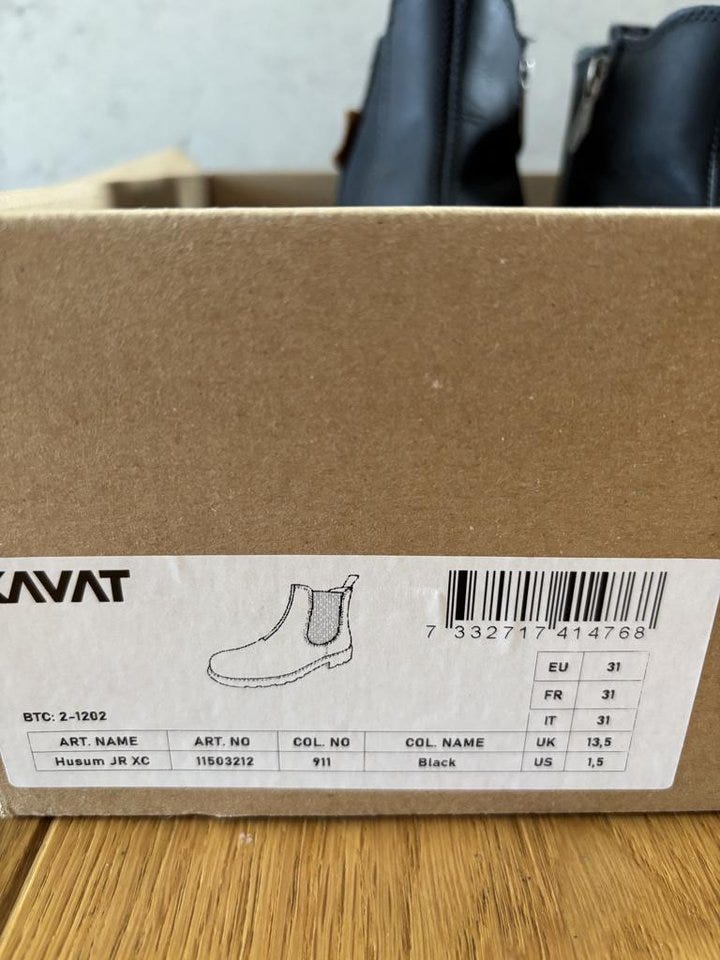 KAVAT
7 332717 414768
EU 31
FR 31
IT 31
UK 13,5
US 1,5
BTC: 2-1202
ART. NAME ART. NO COL. NO COL. NAME
Husum JR XC 11503212 911 Black